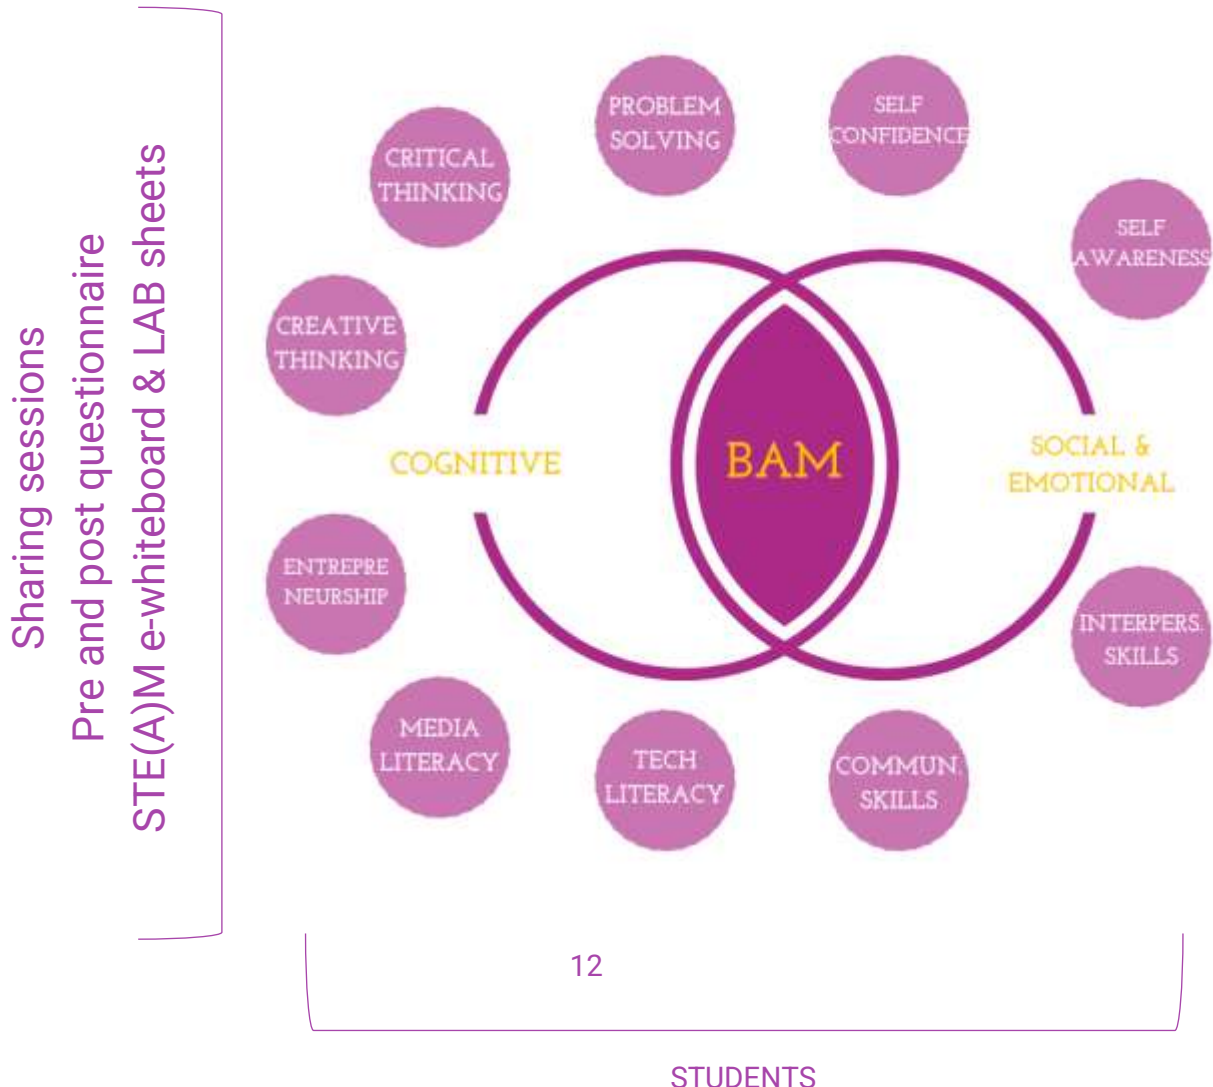 Sharing sessions
Pre and post questionnaire
STE(A)M e-whiteboard & LAB sheets
PROBLEM
SOLVING
SELF
CONFIDENCE
CRITICAL
THINKING
SELF
AWARENESS
CREATIVE
THINKING
COGNITIVE
BAM
SOCIAL &
EMOTIONAL
ENTREPRE
NEURSHIP
INTERPERS.
SKILLS
MEDIA
LITERACY
TECH
LITERACY
COMMUN.
SKILLS
12
STUDENTS